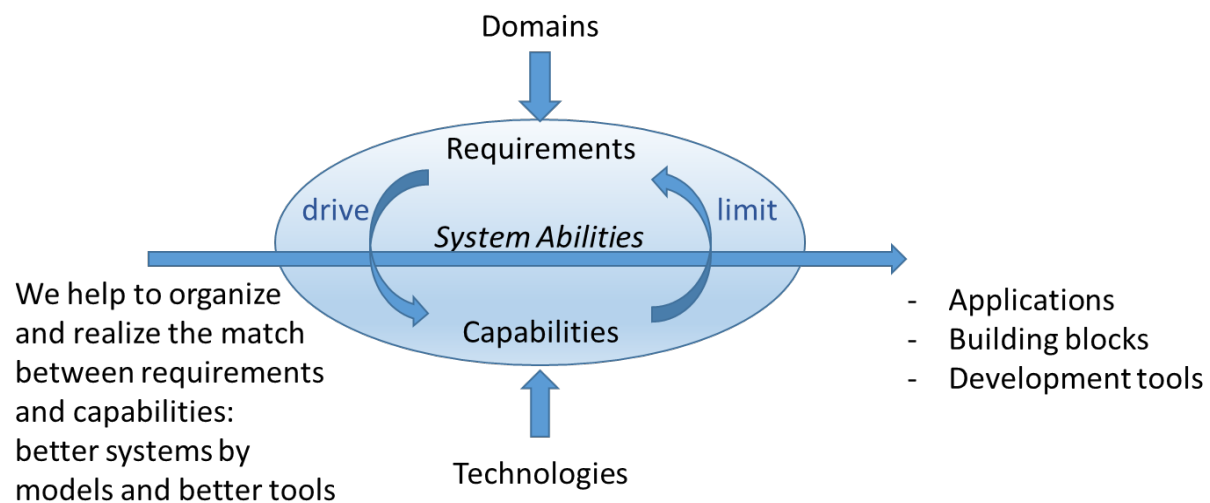 Domains
Requirements
drive
limit
System Abilities
We help to organize
and realize the match
between requirements
and capabilities:
better systems by
models and better tools
Capabilities
- Applications
- Building blocks
- Development tools
Technologies